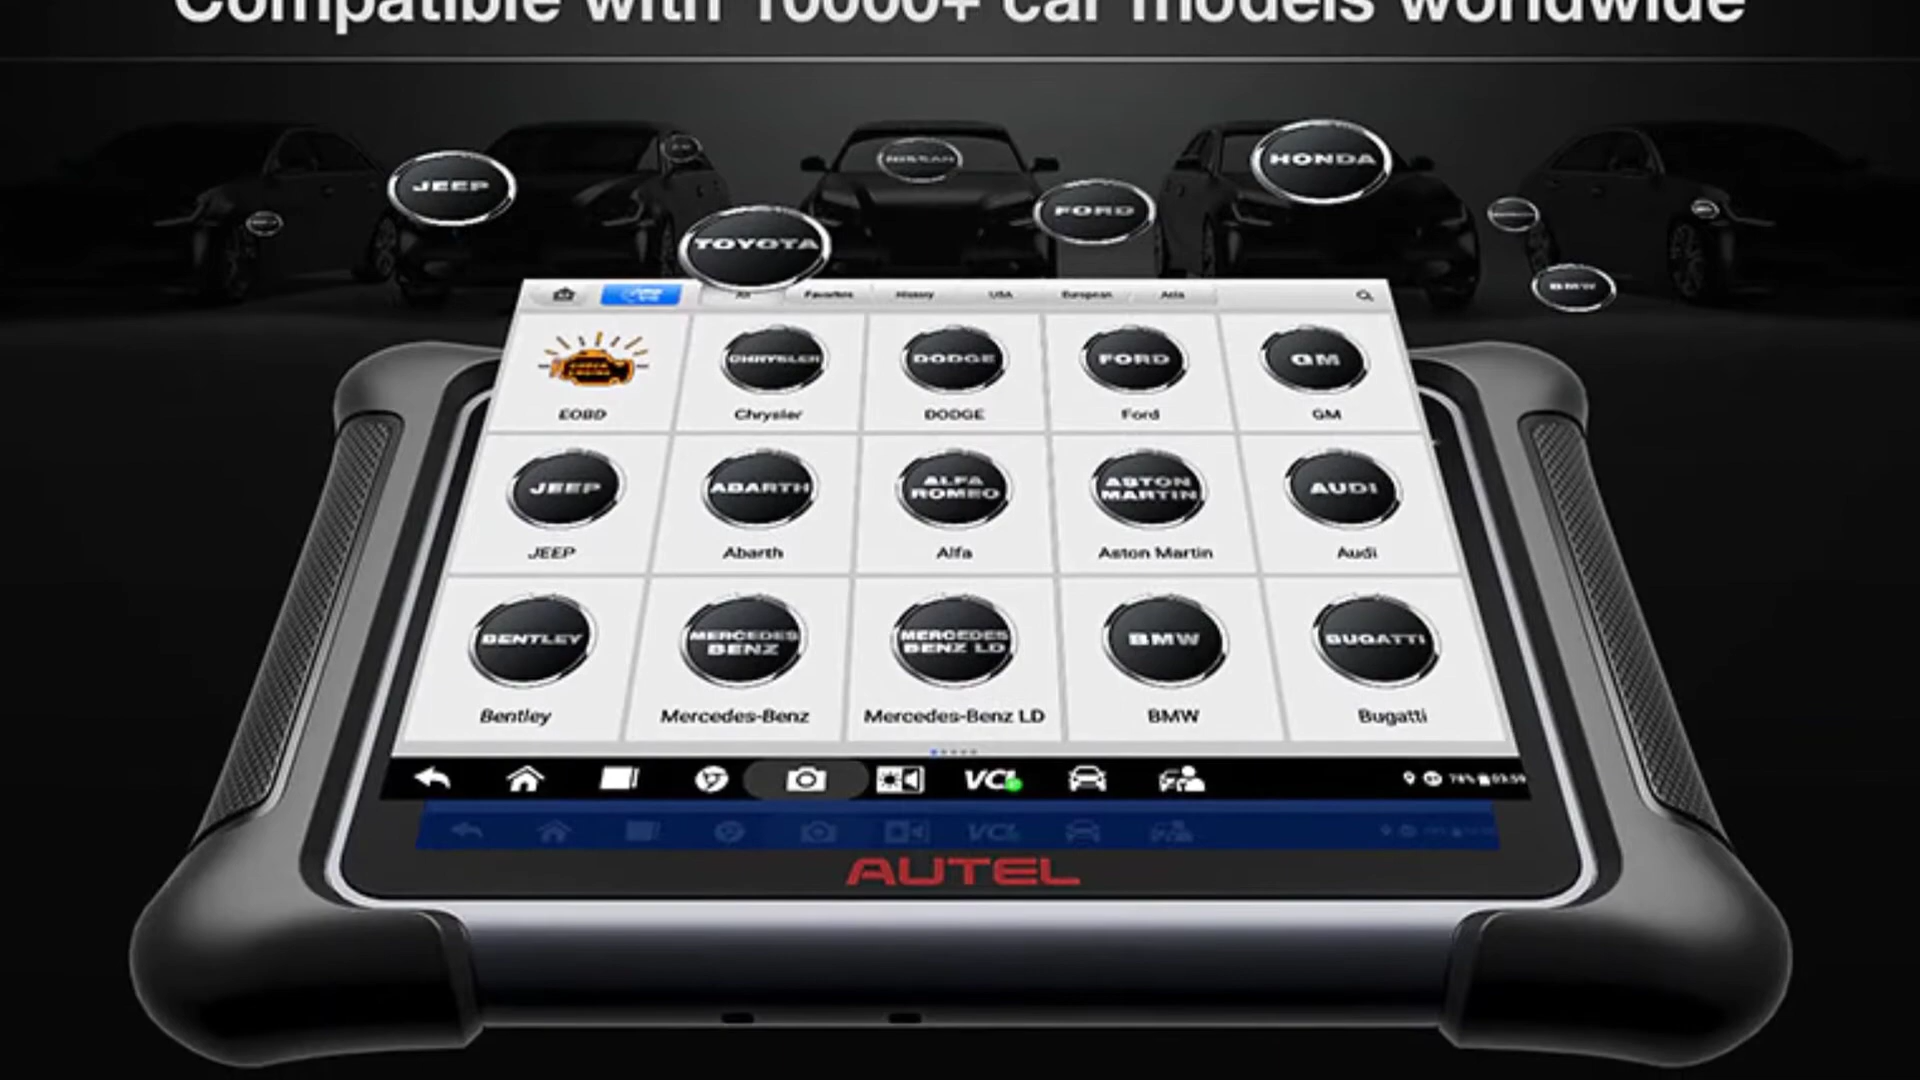 Compatible with 10000+ car models worldwide
JEEP
NISSAN
HONDA
FORD
TOYOTA
BMW
All Favorites History USA European Asia
CHECK ENGINE
CHRYSLER DODGE FORD GM
EOBD Chrysler DODGE Ford GM
JEEP ABARTH ALFA ROMEO ASTON MARTIN AUDI
JEEP Abarth Alfa Aston Martin Audi
BENTLEY MERCEDES BENZ MERCEDES BENZ LD BMW BUGATTI
Bentley Mercedes-Benz Mercedes-Benz LD BMW Bugatti
VCI
VCI
AUTEL